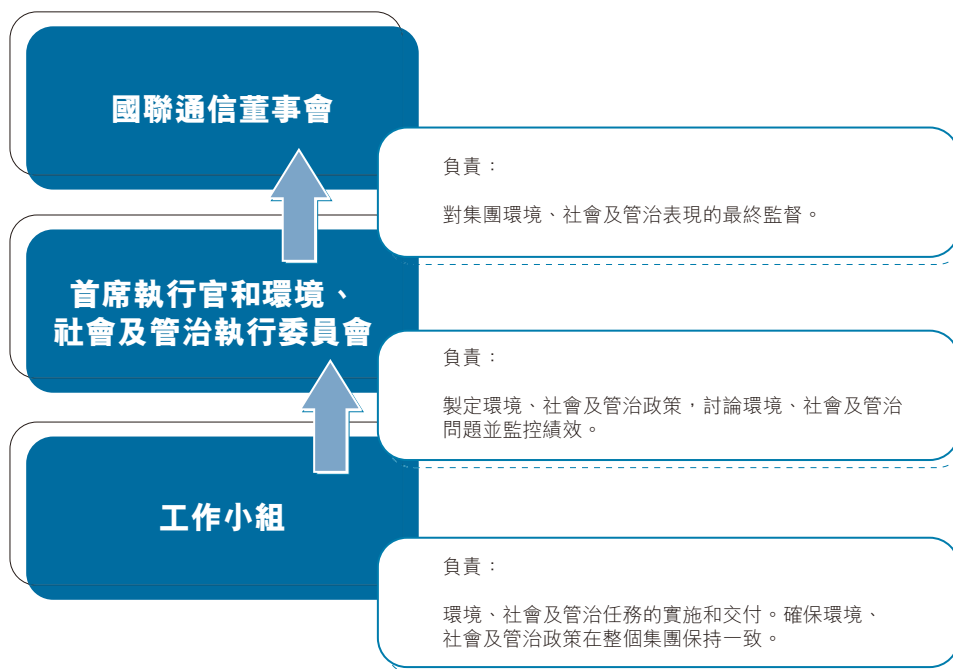 國聯通信董事會
負責：
對集團環境、社會及管治表現的最終監督。
首席執行官和環境、
社會及管治執行委員會
負責：
製定環境、社會及管治政策，討論環境、社會及管治
問題並監控績效。
工作小組
負責：
環境、社會及管治任務的實施和交付。確保環境、
社會及管治政策在整個集團保持一致。